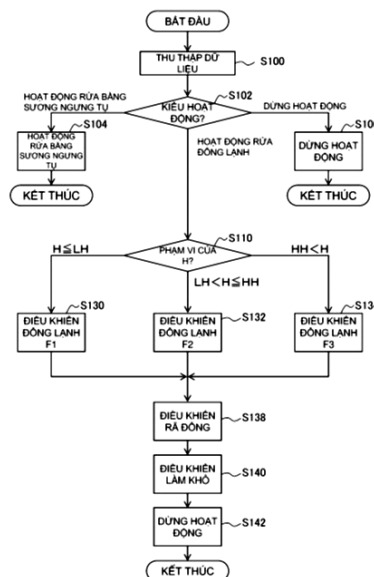 BẮT ĐẦU
THU THẬP DỮ
LIỆU
S100
S102
KIỂU HOẠT
ĐỘNG?
HOẠT ĐỘNG RỬA BẰNG
SƯƠNG NGƯNG TỤ
DỪNG HOẠT ĐỘNG
S104
HOẠT ĐỘNG
RỬA BẰNG
SƯƠNG NGƯNG
TỤ
HOẠT ĐỘNG RỬA
ĐÔNG LẠNH
DỪNG HOẠT
ĐỘNG
KẾT THÚC
KẾT THÚC
S110
PHẠM VI CỦA
H?
H≦LH
LH<H≦HH
HH<H
S130
ĐIỀU KHIỂN
ĐÔNG LẠNH
F1
S132
ĐIỀU KHIỂN
ĐÔNG LẠNH
F2
ĐIỀU KHIỂN
ĐÔNG LẠNH
F3
ĐIỀU KHIỂN
RÃ ĐÔNG
S138
ĐIỀU KHIỂN
LÀM KHÔ
S140
DỪNG HOẠT
ĐỘNG
S142
KẾT THÚC